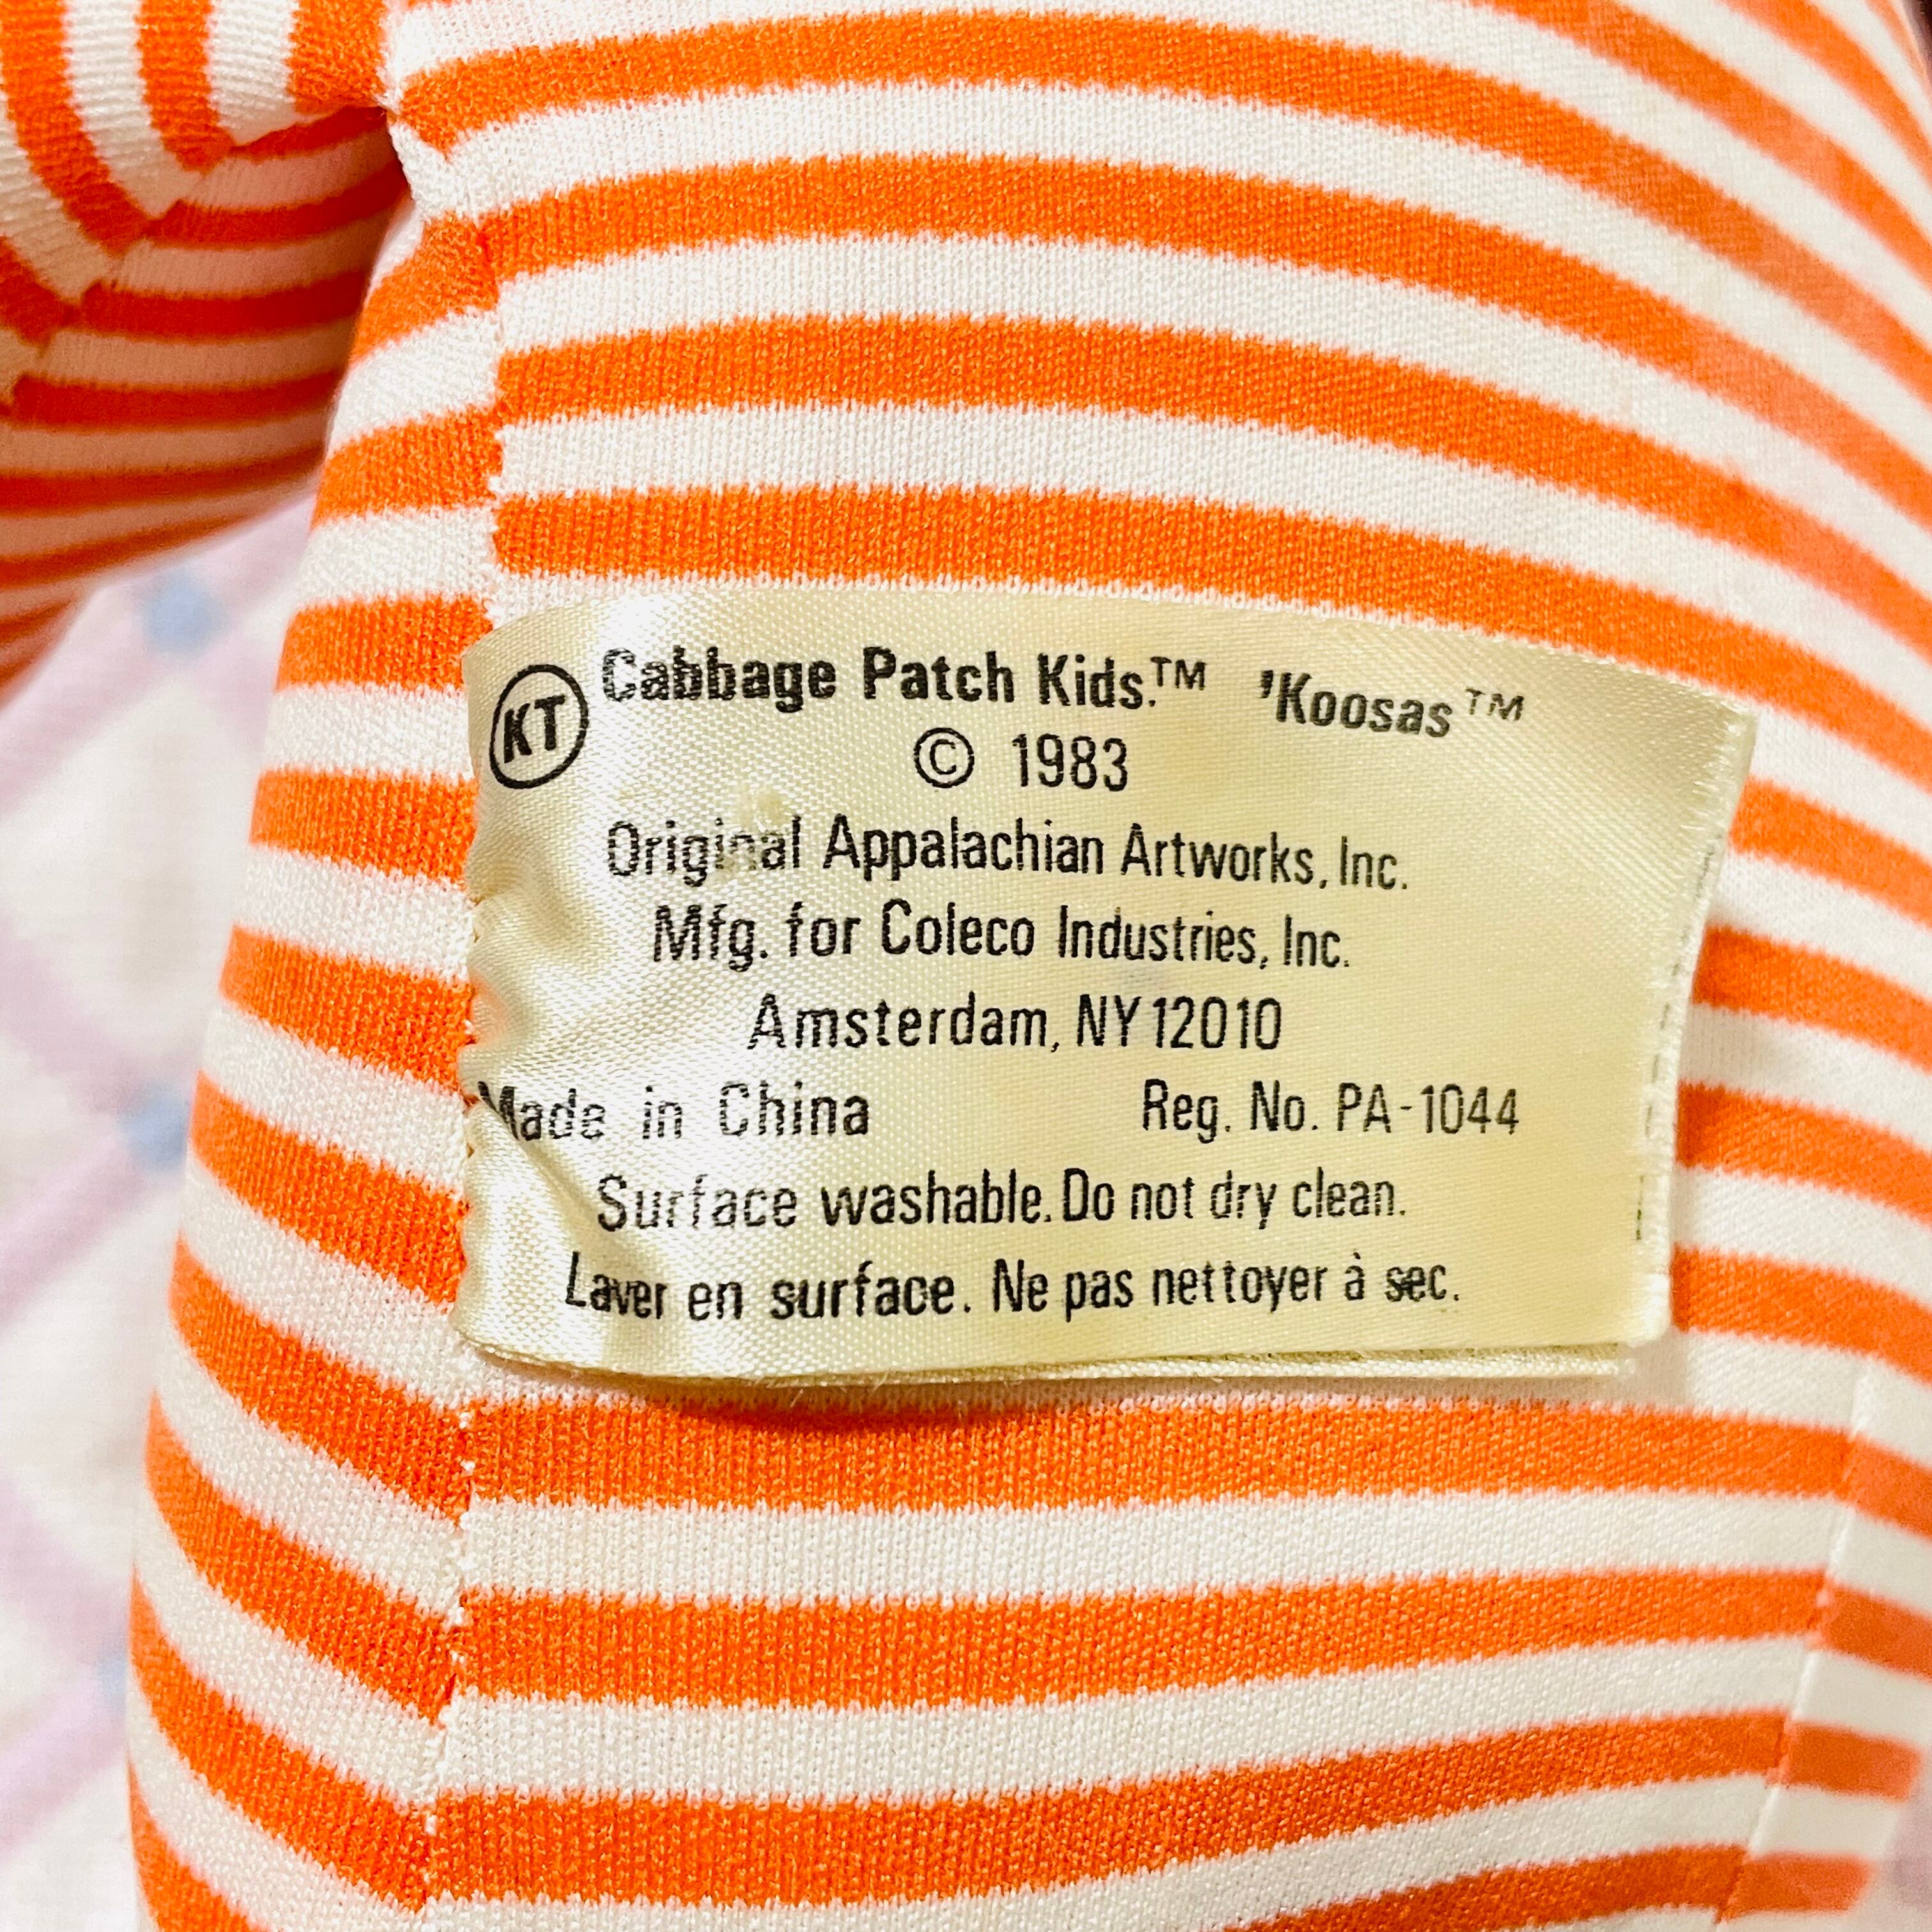 KT Cabbage Patch Kids.™ 'Koosas™
© 1983
Original Appalachian Artworks, Inc.
Mfg. for Coleco Industries, Inc.
Amsterdam, NY 12010
Made in China Reg. No. PA-1044
Surface washable. Do not dry clean.
Laver en surface. Ne pas nettoyer à sec.